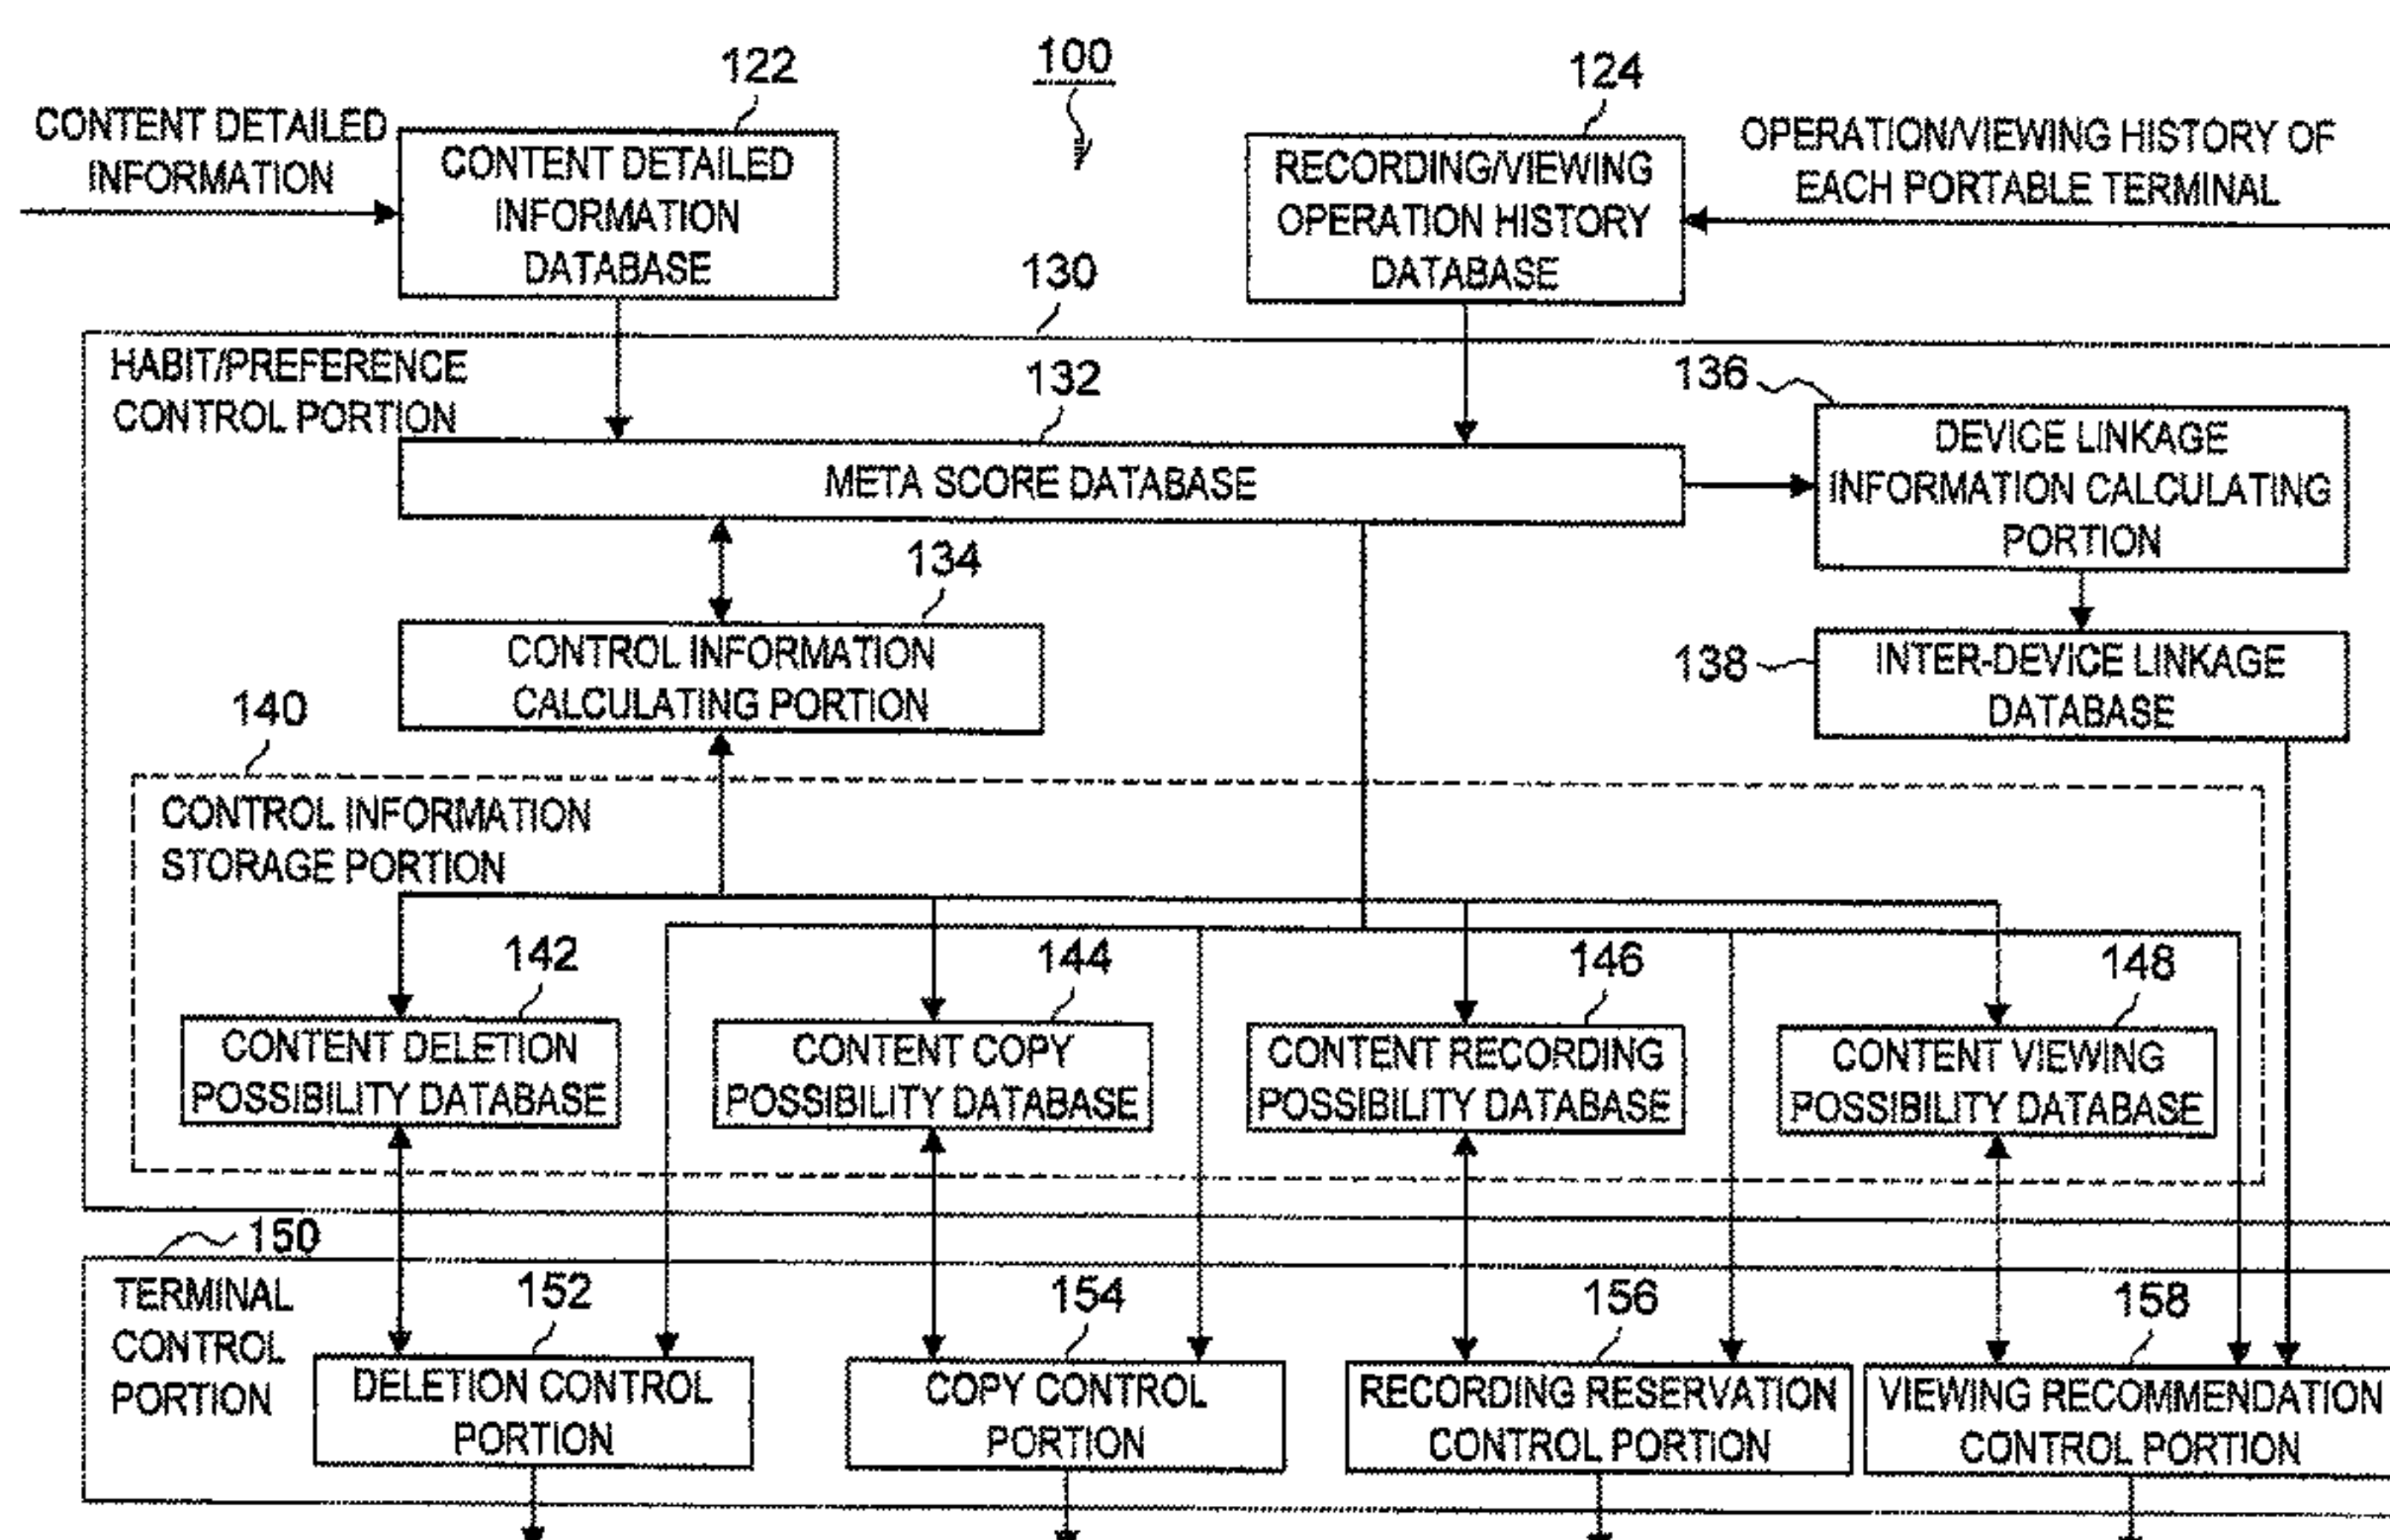 122
100
124
CONTENT DETAILED
INFORMATION
CONTENT DETAILED
INFORMATION
DATABASE
RECORDING/VIEWING
OPERATION HISTORY
DATABASE
OPERATION/VIEWING HISTORY OF
EACH PORTABLE TERMINAL
130
HABIT/PREFERENCE
CONTROL PORTION
132
136
META SCORE DATABASE
DEVICE LINKAGE
INFORMATION CALCULATING
PORTION
134
CONTROL INFORMATION
CALCULATING PORTION
138
INTER-DEVICE LINKAGE
DATABASE
140
CONTROL INFORMATION
STORAGE PORTION
142
144
146
148
CONTENT DELETION
POSSIBILITY DATABASE
CONTENT COPY
POSSIBILITY DATABASE
CONTENT RECORDING
POSSIBILITY DATABASE
CONTENT VIEWING
POSSIBILITY DATABASE
150
TERMINAL
CONTROL
PORTION
152
154
156
158
DELETION CONTROL
PORTION
COPY CONTROL
PORTION
RECORDING RESERVATION
CONTROL PORTION
VIEWING RECOMMENDATION
CONTROL PORTION